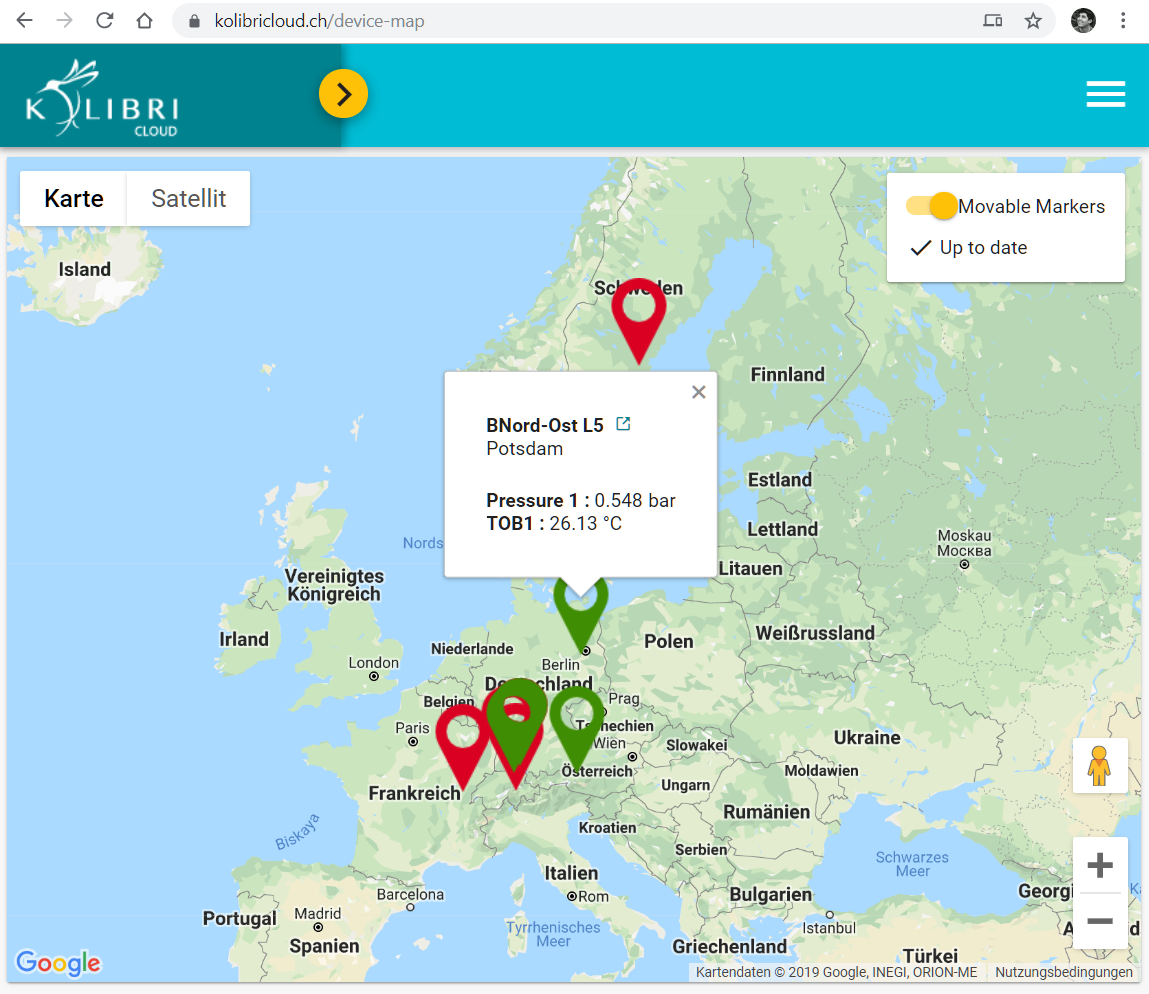 kolibricloud.ch/device-map
KOLIBRI
CLOUD
Karte
Satellit
Movable Markers
Up to date
Island
Schweden
Finnland
BNord-Ost L5
Potsdam
Pressure 1 : 0.548 bar
TOB1 : 26.13 °C
Estland
Lettland
Litauen
Moskau
Москва
Nords
Vereinigtes
Königreich
Irland
London
Niederlande
Berlin
Polen
Weißrussland
Deutschland
Belgien
Paris
Prag
Tschechien
Wien
Slowakei
Ukraine
Österreich
Moldawien
Ungarn
Frankreich
Rumänien
Kroatien
Biskaya
Serbien
Schwarzes
Meer
Italien
Rom
Bulgarien
Georgi
Barcelona
Portugal
Madrid
Spanien
Tyrrhenisches
Meer
Istanbul
Griechenland
Türkei
Google
Kartendaten © 2019 Google, INEGI, ORION-ME
Nutzungsbedingungen